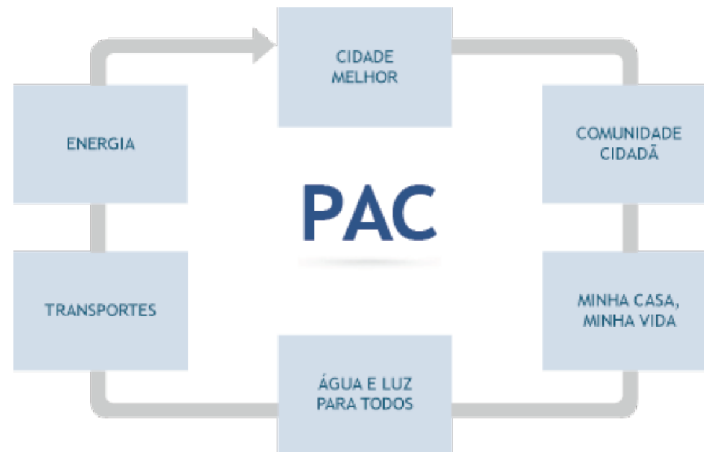 CIDADE
MELHOR
COMUNIDADE
CIDADÃ
ENERGIA
PAC
TRANSPORTES
MINHA CASA,
MINHA VIDA
ÁGUA E LUZ
PARA TODOS